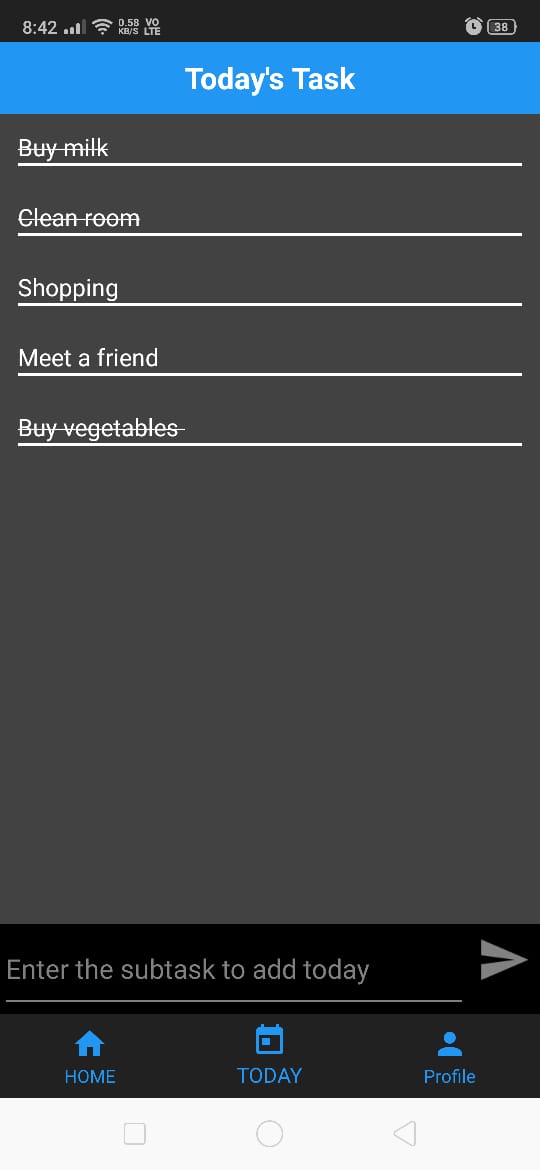 8:42 0.58 KB/S VO LTE 38
Today's Task
Buy milk
Clean room
Shopping
Meet a friend
Buy vegetables
Enter the subtask to add today
HOME TODAY Profile